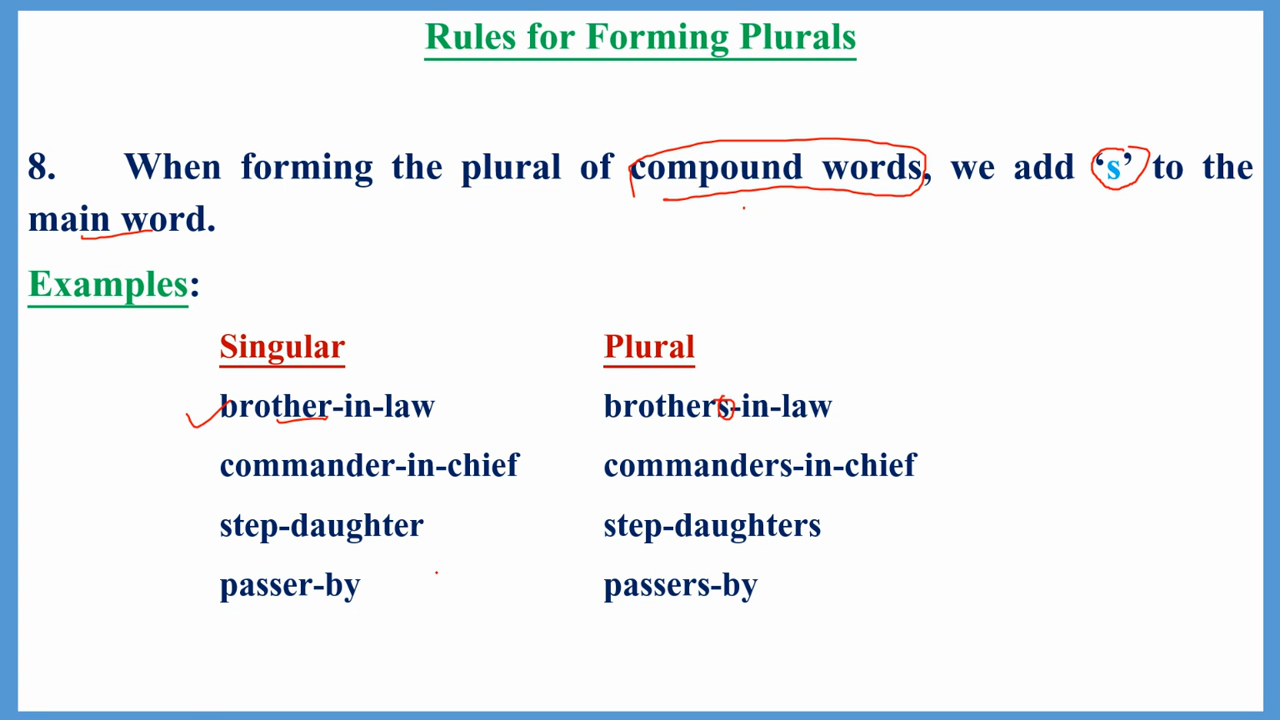 Rules for Forming Plurals
8. When forming the plural of compound words, we add ‘s’ to the
main word.
Examples:
Singular Plural
brother-in-law brothers-in-law
commander-in-chief commanders-in-chief
step-daughter step-daughters
passer-by passers-by